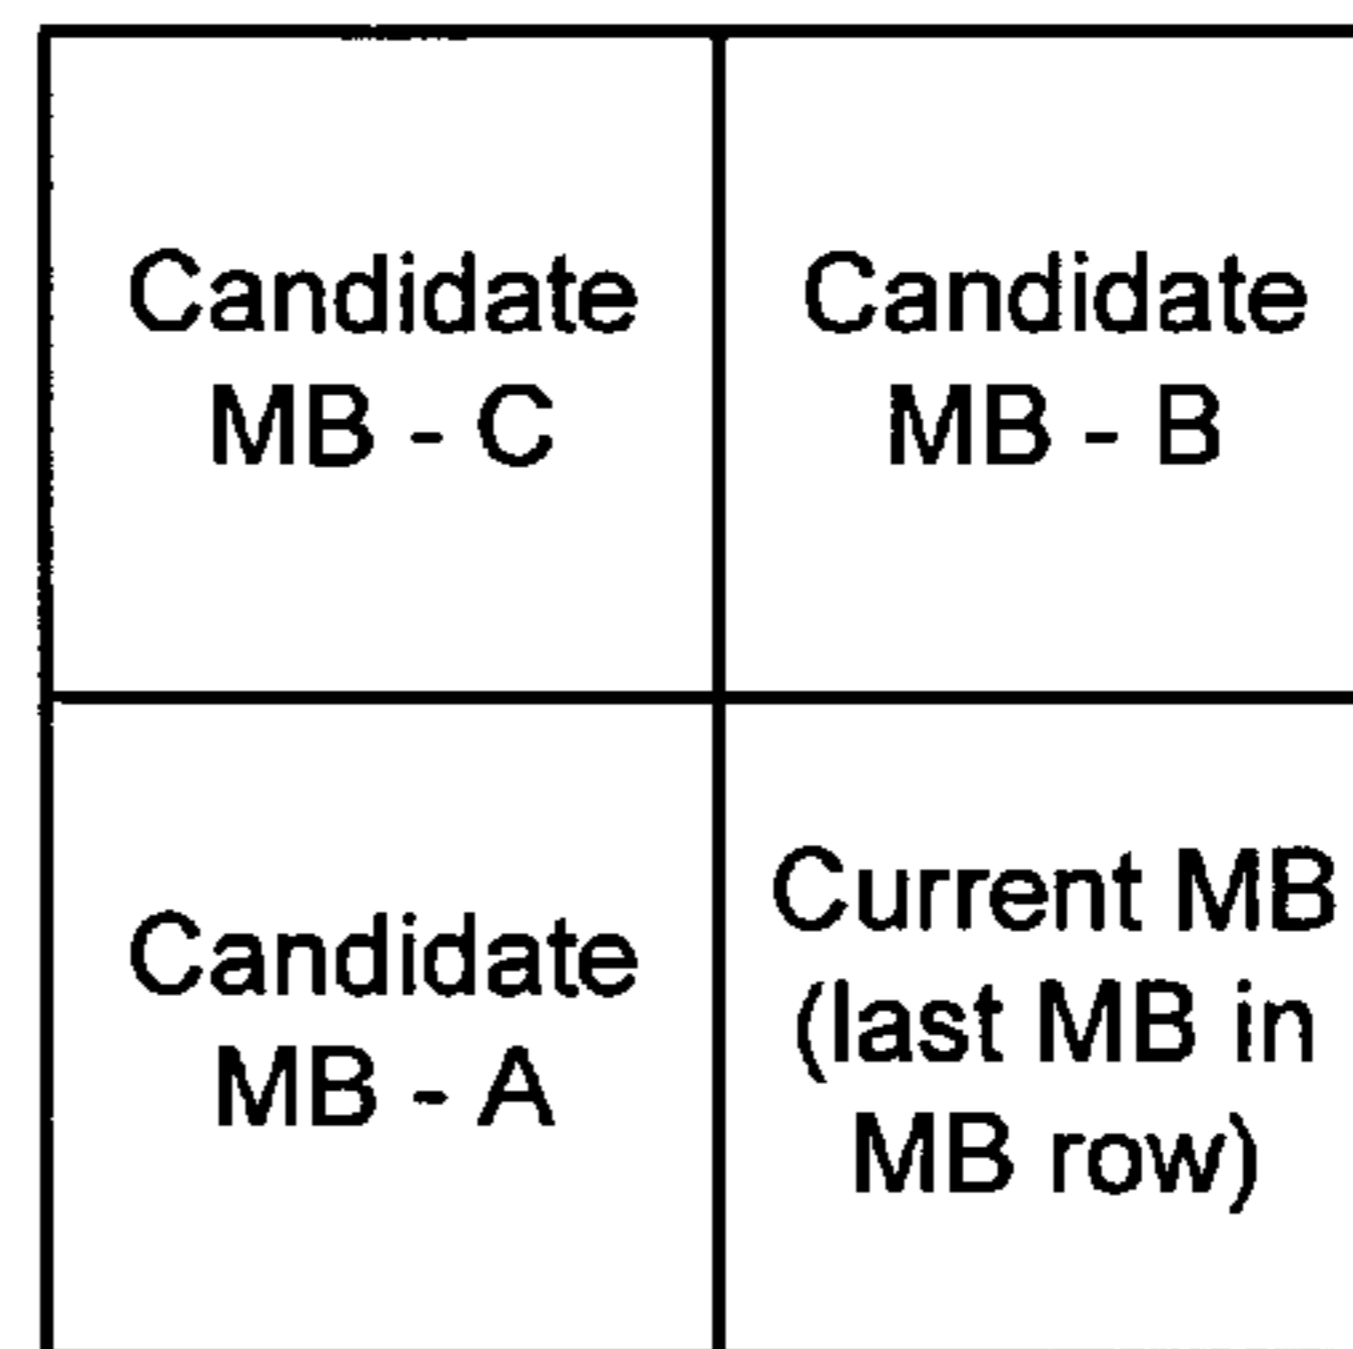 Candidate
MB - C
Candidate
MB - B
Candidate
MB - A
Current MB
(last MB in
MB row)